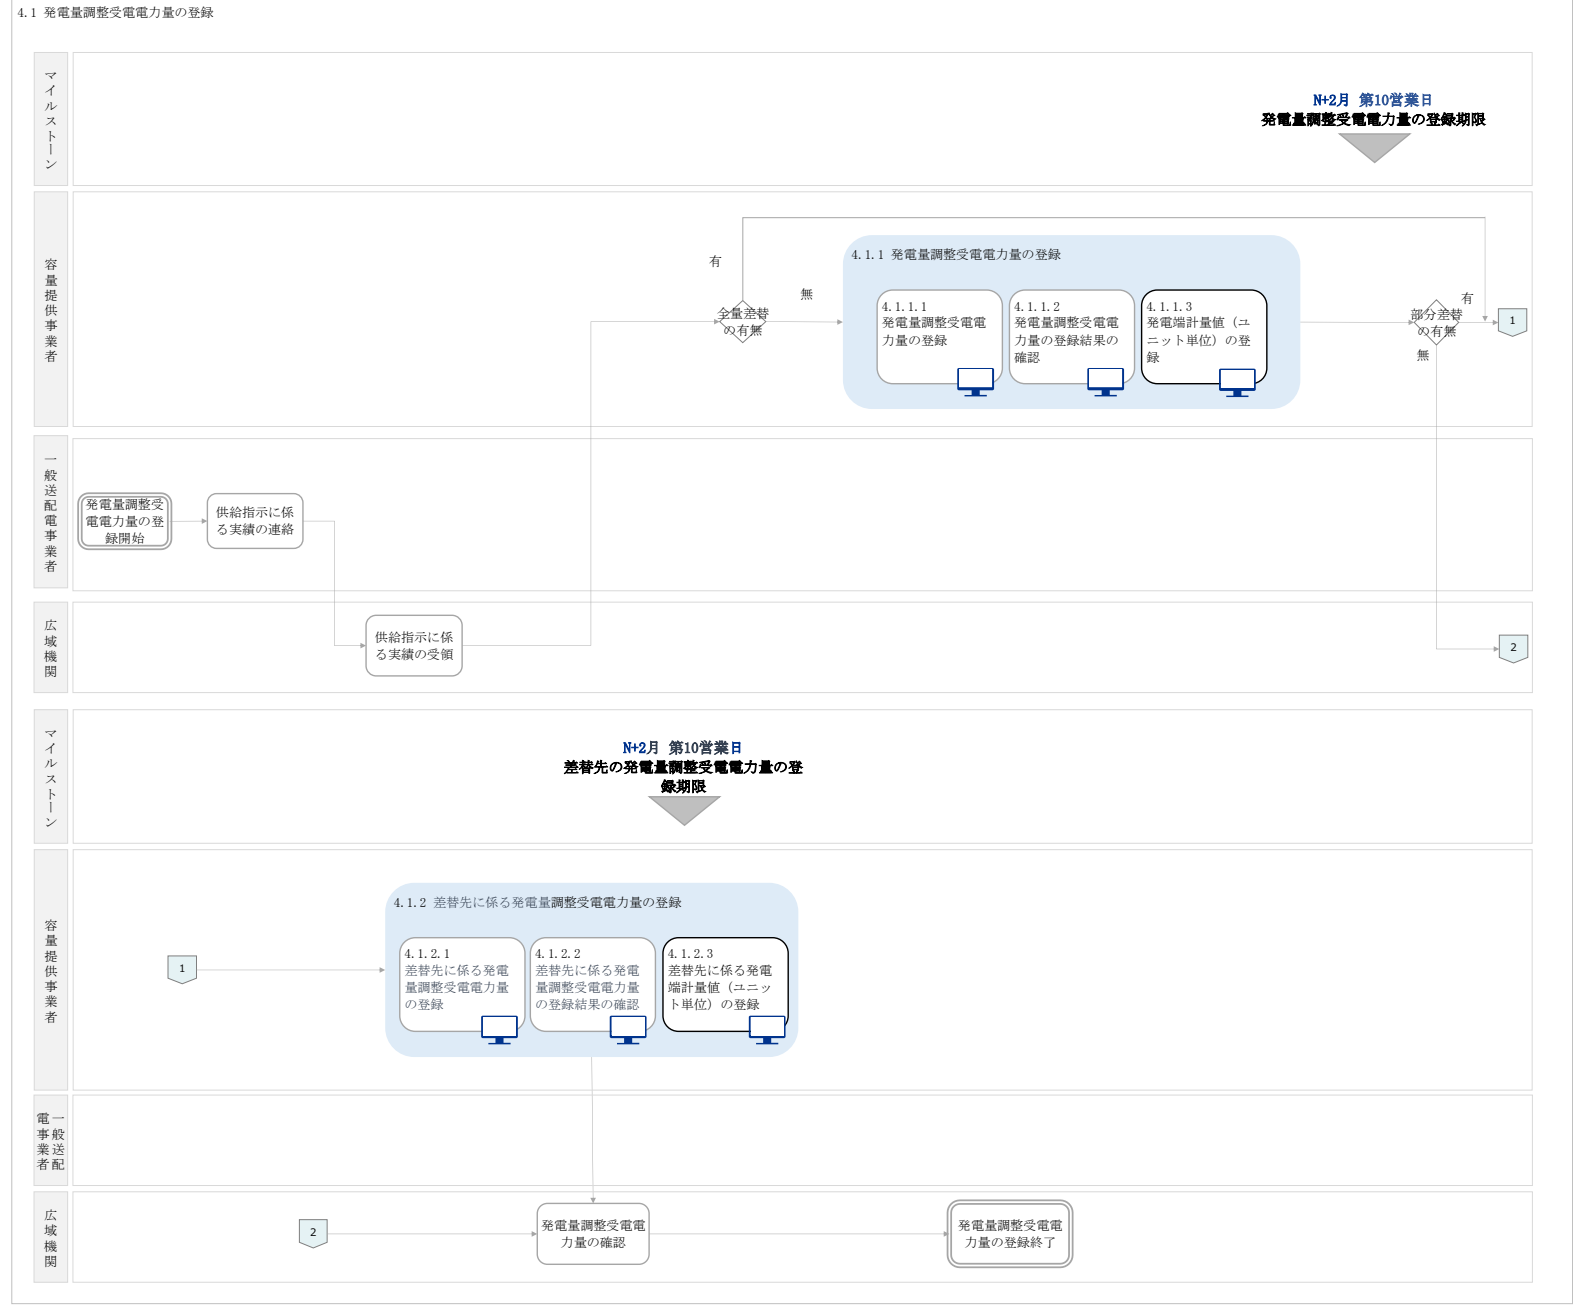 4.1 発電量調整受電電力量の登録
マイルストーン
N+2月 第10営業日
発電量調整受電電力量の登録期限
容量提供事業者
有
無
全量差替
の有無
4.1.1 発電量調整受電電力量の登録
4.1.1.1
発電量調整受電電
力量の登録
4.1.1.2
発電量調整受電電
力量の登録結果の
確認
4.1.1.3
発電端計量値（ユ
ニット単位）の登
録
部分差替
の有無
有
無
1
一般送配電事業者
発電量調整受
電電力量の登
録開始
供給指示に係
る実績の連絡
広域機関
供給指示に係
る実績の受領
2
マイルストーン
N+2月 第10営業日
差替先の発電量調整受電電力量の登
録期限
容量提供事業者
1
4.1.2 差替先に係る発電量調整受電電力量の登録
4.1.2.1
差替先に係る発電
量調整受電電力量
の登録
4.1.2.2
差替先に係る発電
量調整受電電力量
の登録結果の確認
4.1.2.3
差替先に係る発電
端計量値（ユニッ
ト単位）の登録
一般送配
電事業者
広域機関
2
発電量調整受電電
力量の確認
発電量調整受電電
力量の登録終了